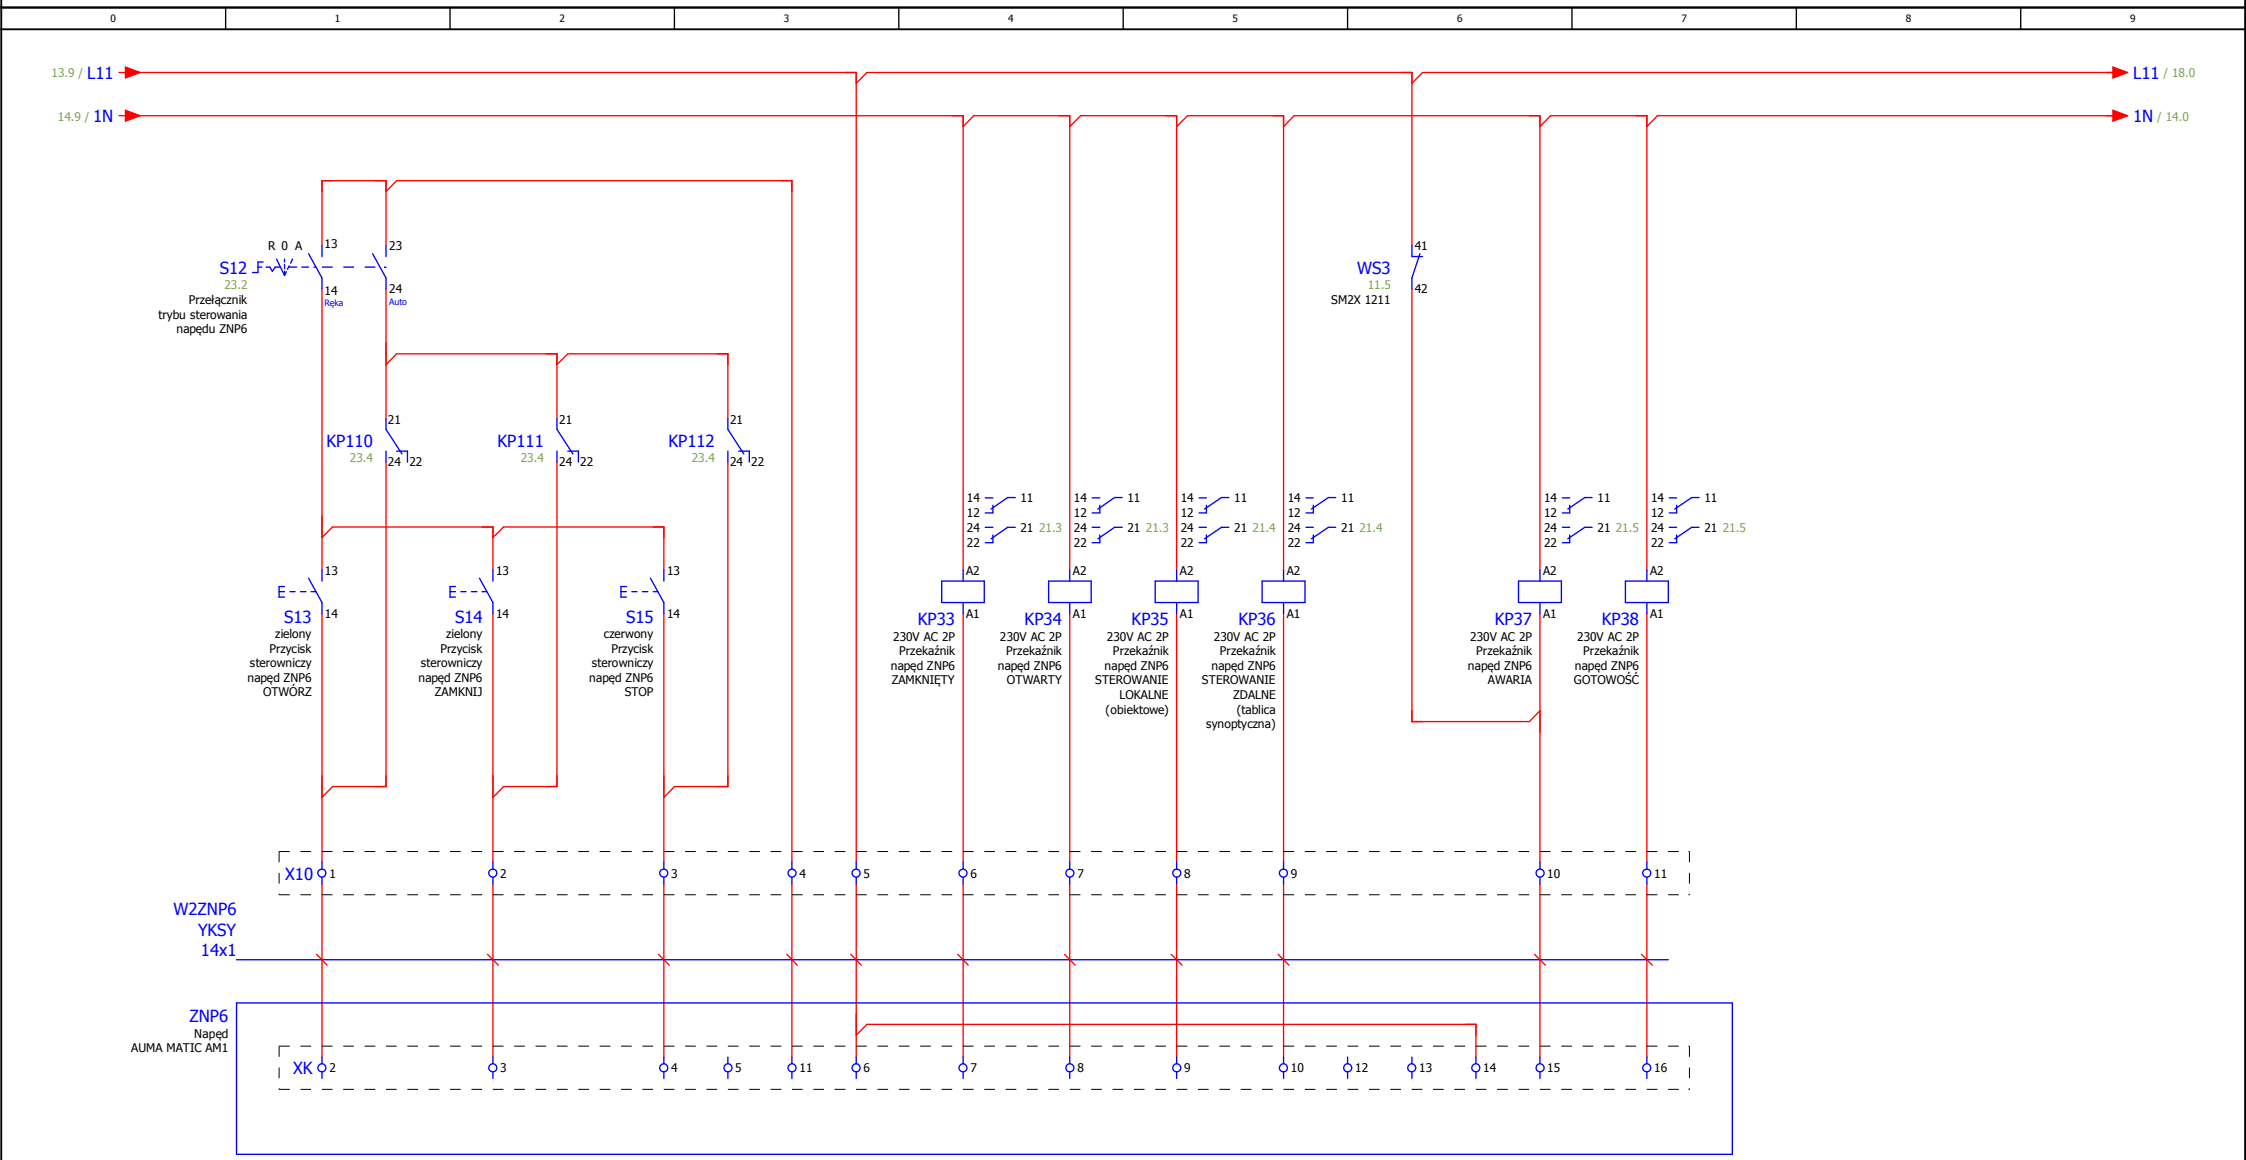 0 1 2 3 4 5 6 7 8 9
13.9 / L11
L11 / 18.0
14.9 / 1N
1N / 14.0
R 0 A
13
23
S12
23.2
Przełącznik
trybu sterowania
napędu ZNP6
14
Ręka
24
Auto
41
WS3
11.5
SM2X 1211
42
21
KP110
23.4
24 22
21
KP111
23.4
24 22
21
KP112
23.4
24 22
14 11
12
24 21 21.3
22
14 11
12
24 21 21.3
22
14 11
12
24 21 21.4
22
14 11
12
24 21 21.4
22
14 11
12
24 21 21.5
22
14 11
12
24 21 21.5
22
13
E
S13
14
zielony
Przycisk
sterowniczy
napęd ZNP6
OTWÓRZ
13
E
S14
14
zielony
Przycisk
sterowniczy
napęd ZNP6
ZAMKNIJ
13
E
S15
14
czerwony
Przycisk
sterowniczy
napęd ZNP6
STOP
A2
A1
KP33
230V AC 2P
Przekaźnik
napęd ZNP6
ZAMKNIĘTY
A2
A1
KP34
230V AC 2P
Przekaźnik
napęd ZNP6
OTWARTY
A2
A1
KP35
230V AC 2P
Przekaźnik
napęd ZNP6
STEROWANIE
LOKALNE
(obiektowe)
A2
A1
KP36
230V AC 2P
Przekaźnik
napęd ZNP6
STEROWANIE
ZDALNE
(tablica
synoptyczna)
A2
A1
KP37
230V AC 2P
Przekaźnik
napęd ZNP6
AWARIA
A2
A1
KP38
230V AC 2P
Przekaźnik
napęd ZNP6
GOTOWOŚĆ
X10 1 2 3 4 5 6 7 8 9 10 11
W2ZNP6
YKSY
14x1
ZNP6
Napęd
AUMA MATIC AM1
XK 2 3 4 5 11 6 7 8 9 10 12 13 14 15 16